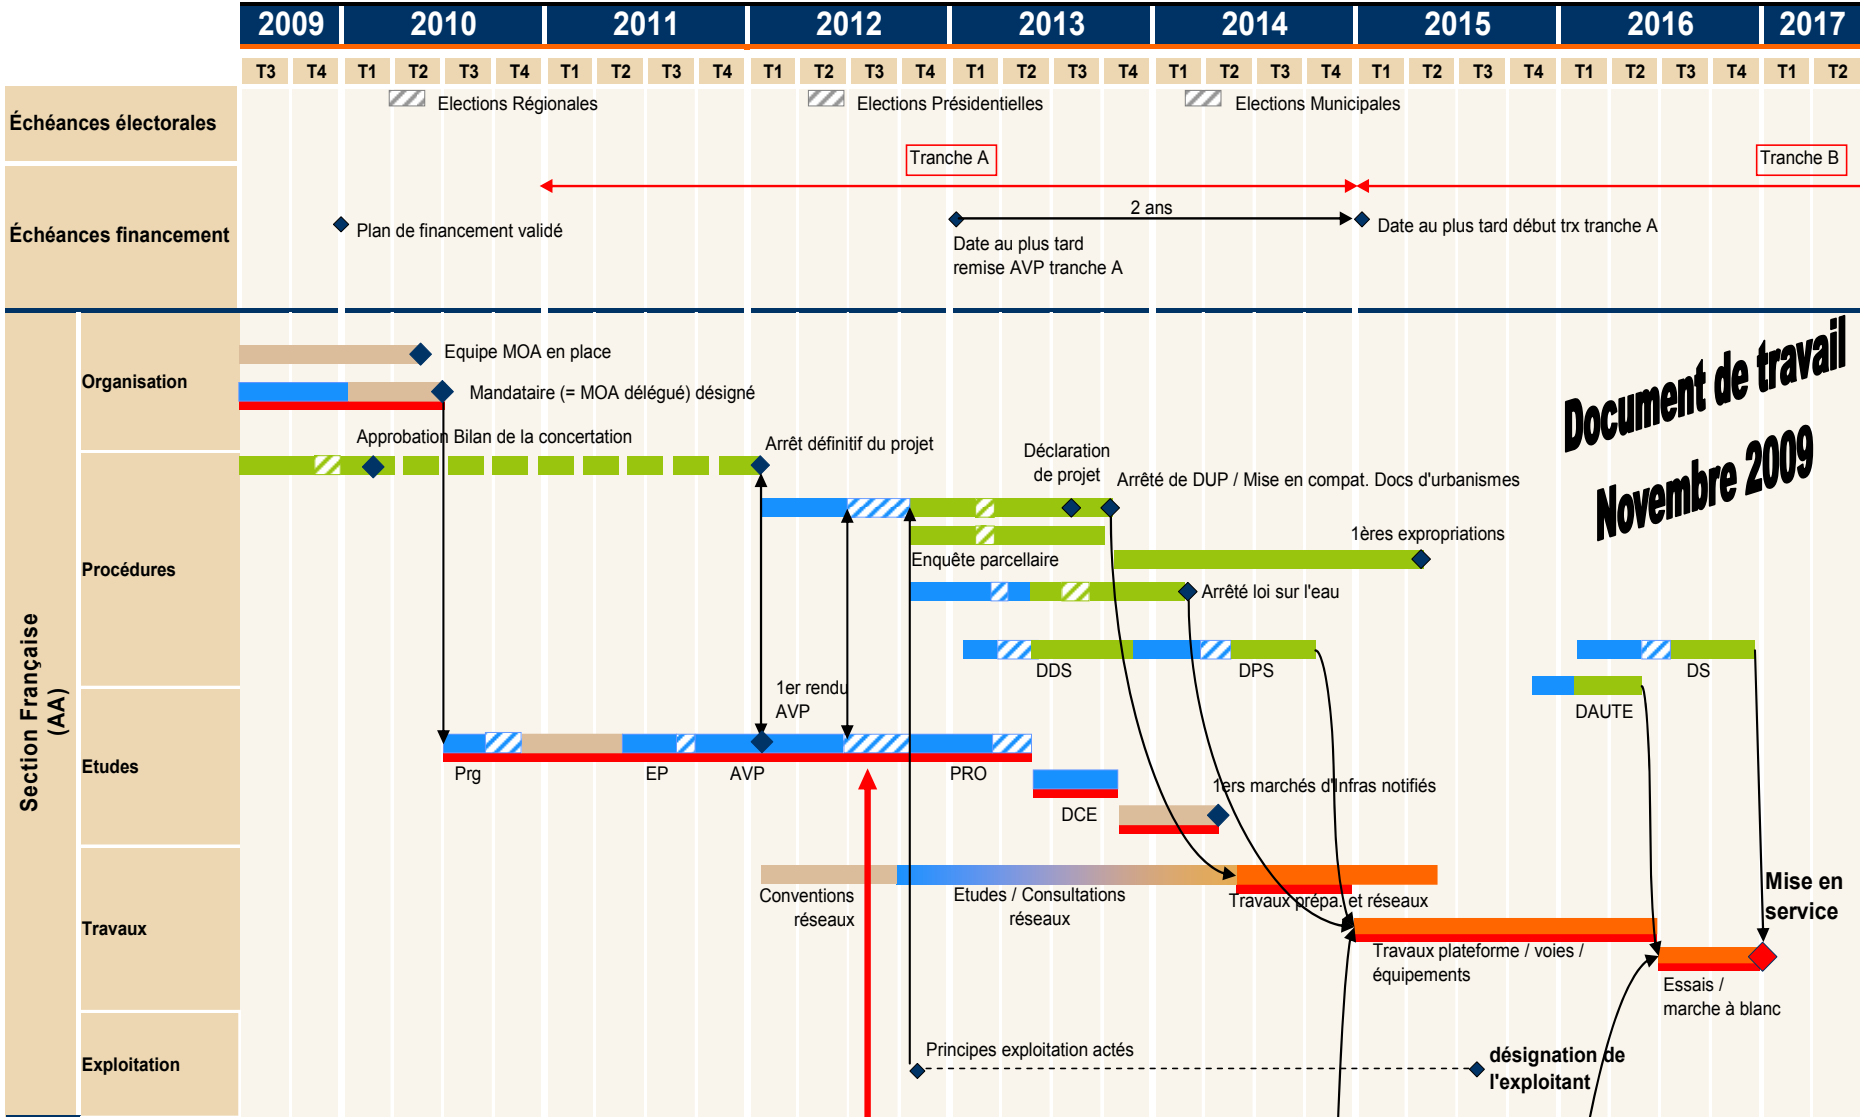 2009 2010 2011 2012 2013 2014 2015 2016 2017
T3 T4 T1 T2 T3 T4 T1 T2 T3 T4 T1 T2 T3 T4 T1 T2 T3 T4 T1 T2 T3 T4 T1 T2 T3 T4 T1 T2 T3 T4 T1 T2
Échéances électorales
Elections Régionales
Elections Présidentielles
Elections Municipales
Tranche A
Tranche B
Échéances financement
Plan de financement validé
2 ans
Date au plus tard
remise AVP tranche A
Date au plus tard début trx tranche A
Section Française
(AA)
Organisation
Equipe MOA en place
Mandataire (= MOA délégué) désigné
Document de travail
Novembre 2009
Procédures
Approbation Bilan de la concertation
Arrêt définitif du projet
Déclaration
de projet
Arrêté de DUP / Mise en compat. Docs d'urbanismes
Enquête parcellaire
1ères expropriations
Arrêté loi sur l'eau
DDS
DPS
DS
DAUTE
Etudes
1er rendu
AVP
Prg
EP
AVP
PRO
DCE
1ers marchés d'Infras notifiés
Travaux
Conventions
réseaux
Etudes / Consultations
réseaux
Travaux prépa. et réseaux
Travaux plateforme / voies /
équipements
Mise en
service
Essais /
marche à blanc
Exploitation
Principes exploitation actés
désignation de
l'exploitant